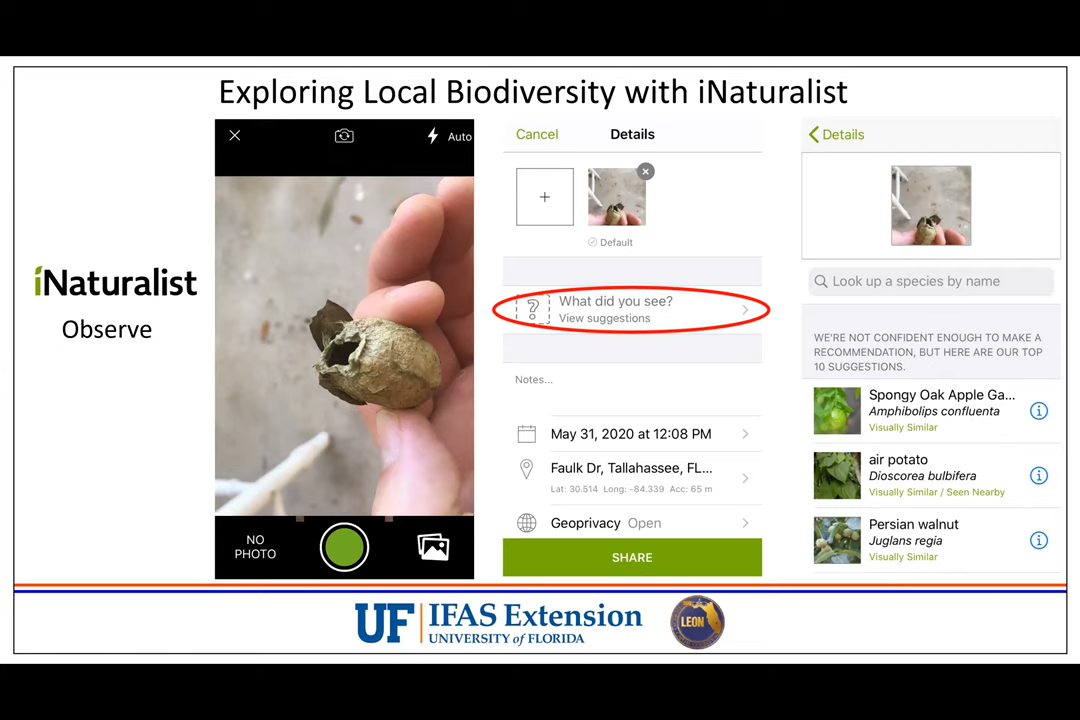 Exploring Local Biodiversity with iNaturalist
iNaturalist
Observe
Auto
NO
PHOTO
Cancel
Details
+
Default
?
What did you see?
View suggestions
Notes...
May 31, 2020 at 12:08 PM
Faulk Dr, Tallahassee, FL...
Lat: 30.514 Long: -84.339 Acc: 65 m
Geoprivacy Open
SHARE
Details
Look up a species by name
WE'RE NOT CONFIDENT ENOUGH TO MAKE A
RECOMMENDATION, BUT HERE ARE OUR TOP
10 SUGGESTIONS.
Spongy Oak Apple Ga...
Amphibolips confluenta
Visually Similar
air potato
Dioscorea bulbifera
Visually Similar / Seen Nearby
Persian walnut
Juglans regia
Visually Similar
UF IFAS Extension
UNIVERSITY of FLORIDA
LEON